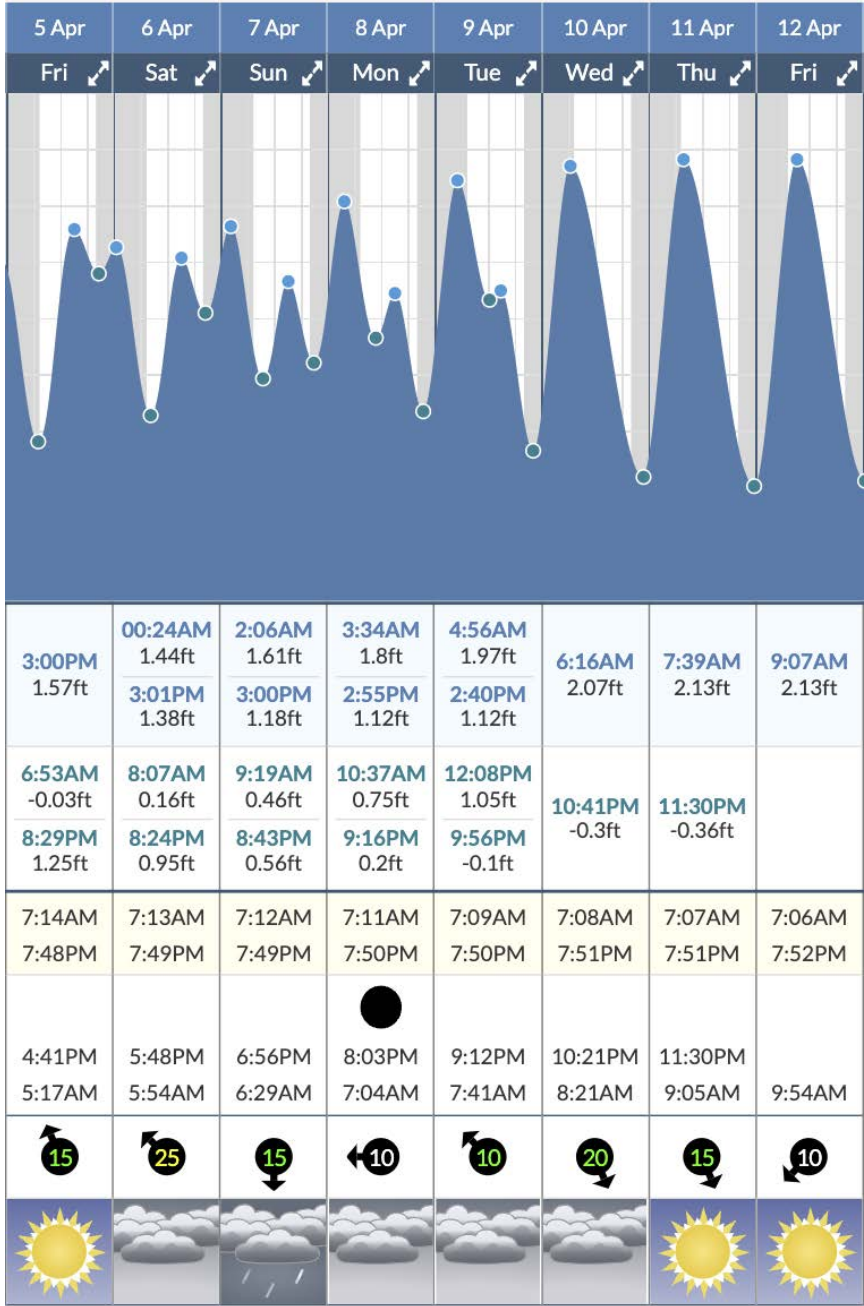 5 Apr 6 Apr 7 Apr 8 Apr 9 Apr 10 Apr 11 Apr 12 Apr
Fri Sat Sun Mon Tue Wed Thu Fri
00:24AM 2:06AM 3:34AM 4:56AM
1.44ft 1.61ft 1.8ft 1.97ft
3:00PM 6:16AM 7:39AM 9:07AM
1.57ft 2.07ft 2.13ft 2.13ft
3:01PM 3:00PM 2:55PM 2:40PM
1.38ft 1.18ft 1.12ft 1.12ft
6:53AM 8:07AM 9:19AM 10:37AM 12:08PM
-0.03ft 0.16ft 0.46ft 0.75ft 1.05ft
10:41PM 11:30PM
-0.3ft -0.36ft
8:29PM 8:24PM 8:43PM 9:16PM 9:56PM
1.25ft 0.95ft 0.56ft 0.2ft -0.1ft
7:14AM 7:13AM 7:12AM 7:11AM 7:09AM 7:08AM 7:07AM 7:06AM
7:48PM 7:49PM 7:49PM 7:50PM 7:50PM 7:51PM 7:51PM 7:52PM
4:41PM 5:48PM 6:56PM 8:03PM 9:12PM 10:21PM 11:30PM
5:17AM 5:54AM 6:29AM 7:04AM 7:41AM 8:21AM 9:05AM 9:54AM
15 25 15 10 10 20 15 10